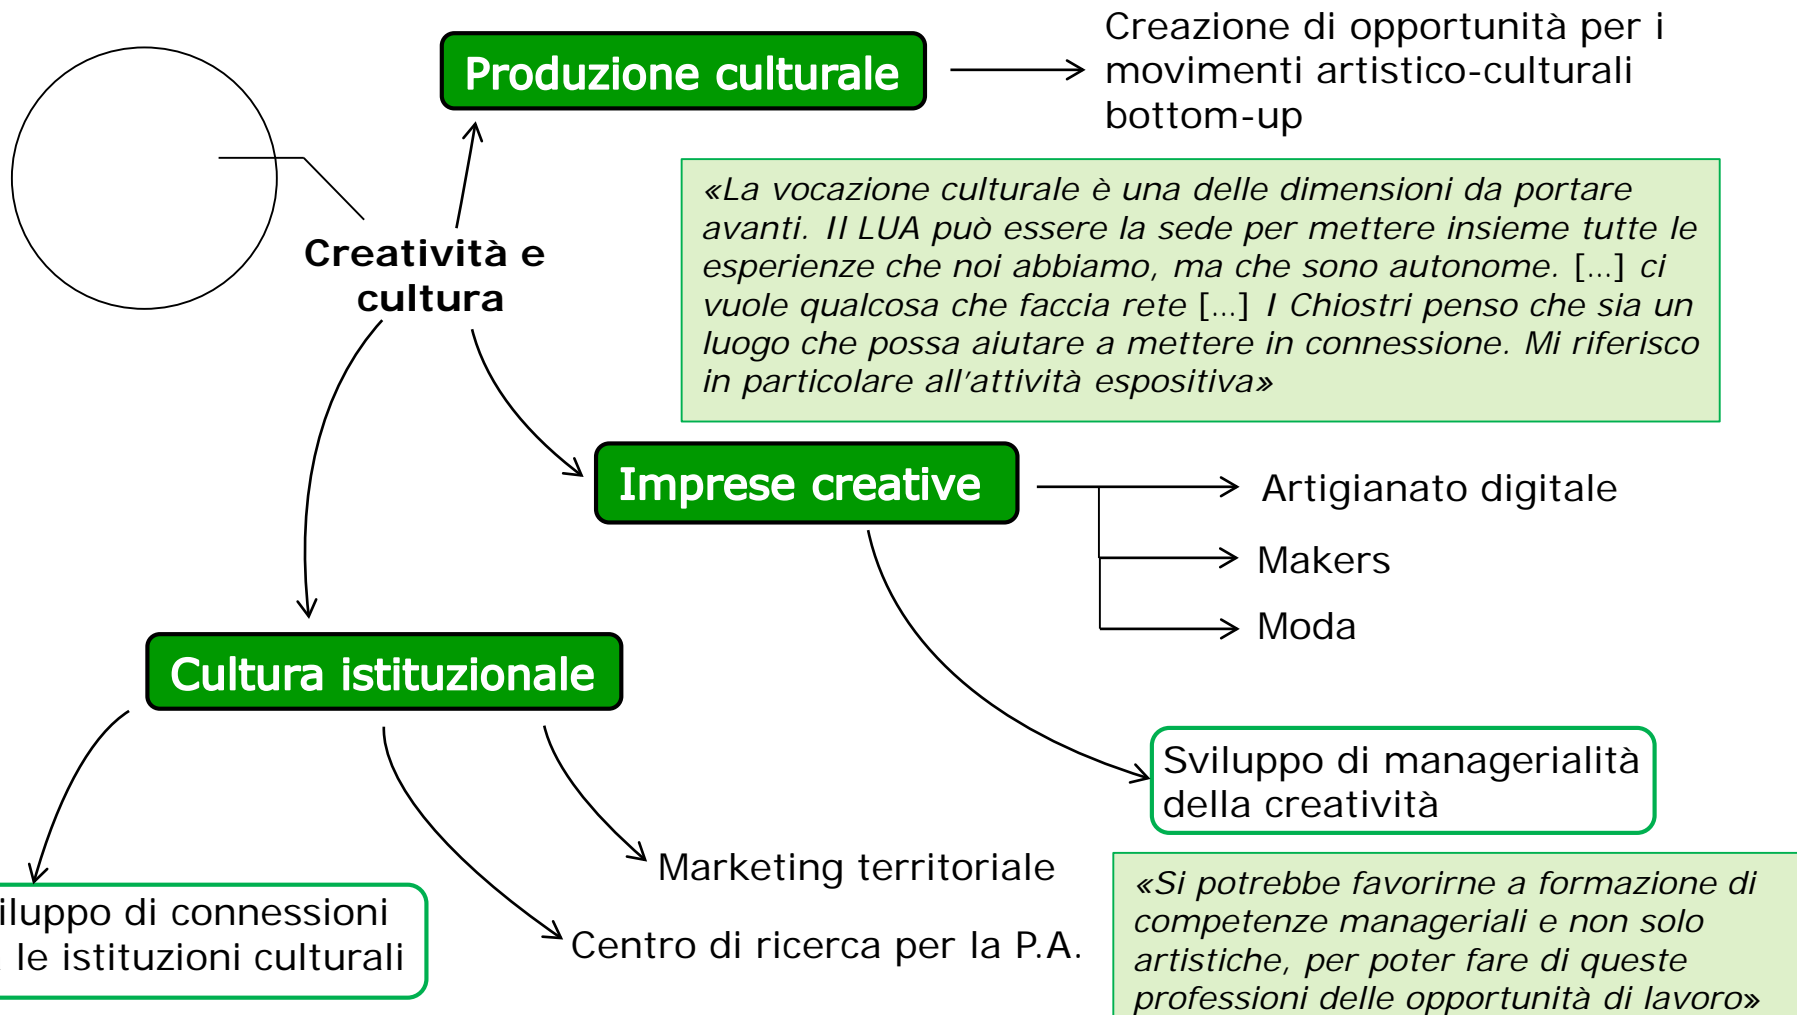 Produzione culturale
Creazione di opportunità per i
movimenti artistico-culturali
bottom-up
«La vocazione culturale è una delle dimensioni da portare
avanti. Il LUA può essere la sede per mettere insieme tutte le
esperienze che noi abbiamo, ma che sono autonome. […] ci
vuole qualcosa che faccia rete […] I Chiostri penso che sia un
luogo che possa aiutare a mettere in connessione. Mi riferisco
in particolare all'attività espositiva»
Creatività e
cultura
Imprese creative
Artigianato digitale
Makers
Moda
Cultura istituzionale
Sviluppo di managerialità
della creatività
Marketing territoriale
Centro di ricerca per la P.A.
iluppo di connessioni
le istituzioni culturali
«Si potrebbe favorirne a formazione di
competenze manageriali e non solo
artistiche, per poter fare di queste
professioni delle opportunità di lavoro»